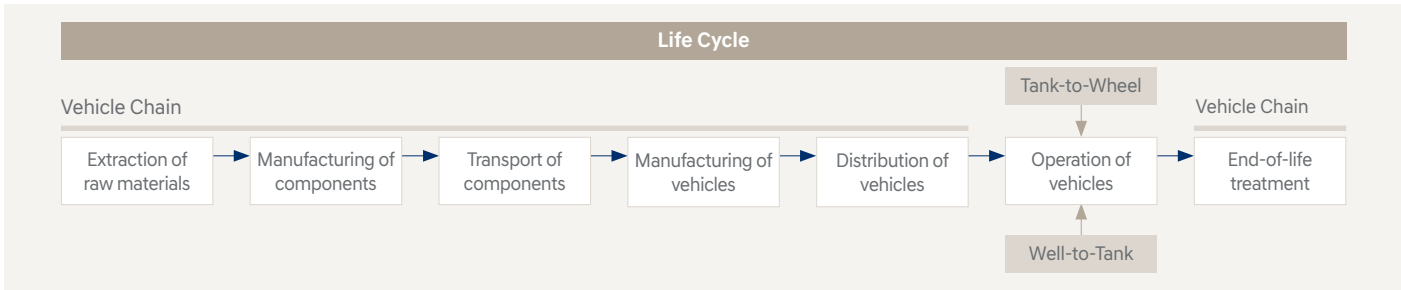 Life Cycle
Tank-to-Wheel
Vehicle Chain
Vehicle Chain
Extraction of
raw materials
Manufacturing of
components
Transport of
components
Manufacturing of
vehicles
Distribution of
vehicles
Operation of
vehicles
End-of-life
treatment
Well-to-Tank